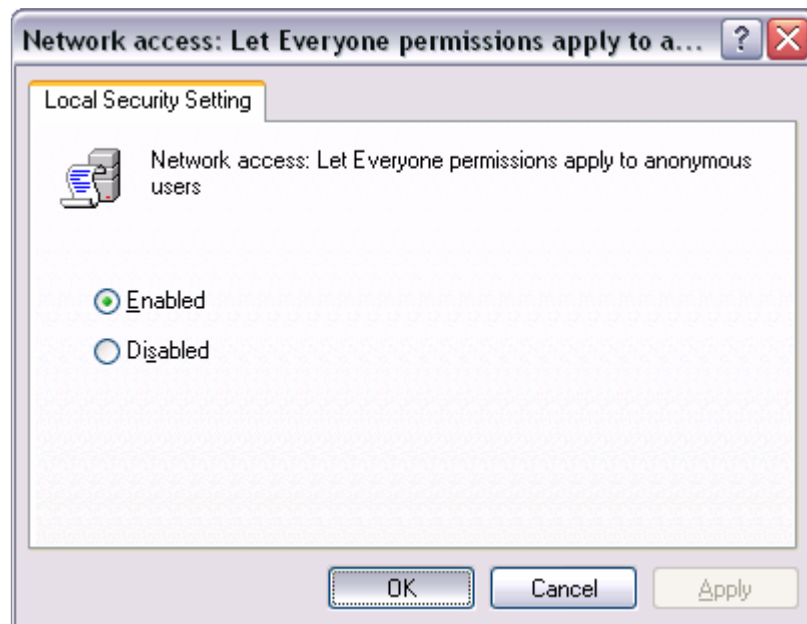 Network access: Let Everyone permissions apply to a...
Local Security Setting
Network access: Let Everyone permissions apply to anonymous
users
Enabled
Disabled
OK
Cancel
Apply